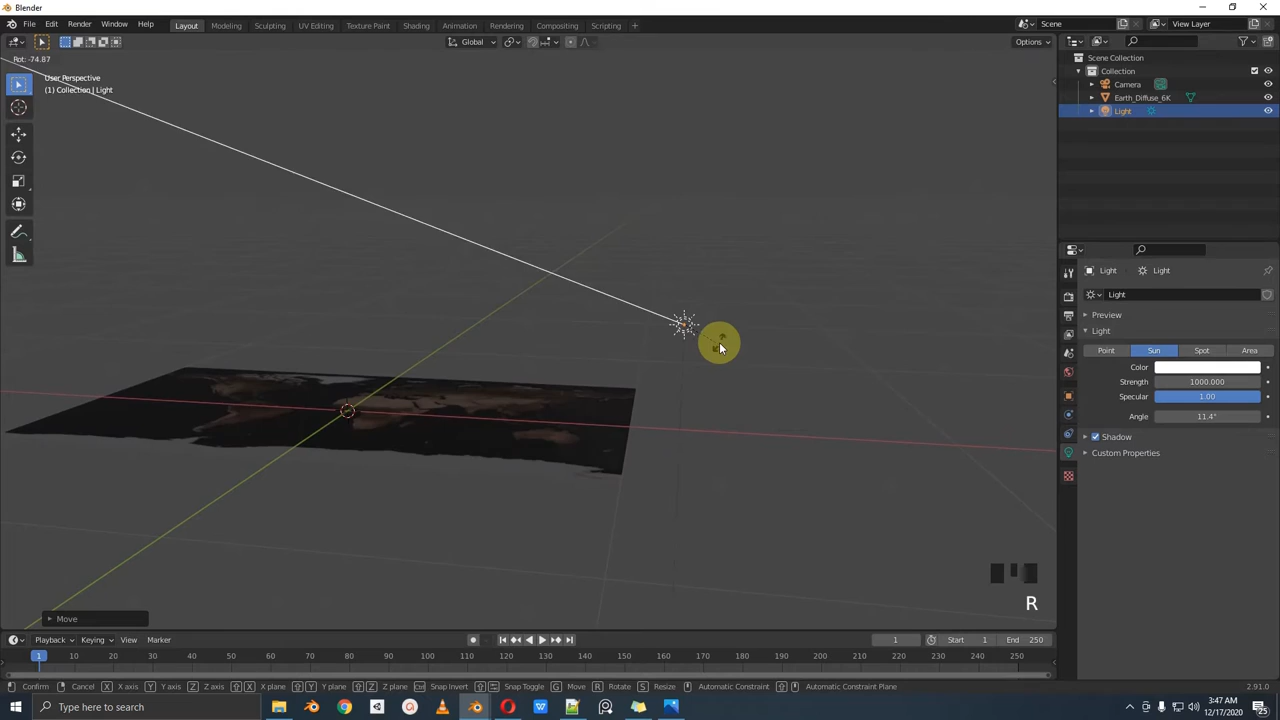 Blender
File Edit Render Window Help
Layout Modeling Sculpting UV Editing Texture Paint Shading Animation Rendering Compositing Scripting +
Scene View Layer
Global Options
Rot: -74.87
User Perspective
(1) Collection | Light
Scene Collection
Collection
Camera
Earth_Diffuse_6K
Light
Light Light
Light
Preview
Light
Point Sun Spot Area
Color
Strength 1000.000
Specular 1.00
Angle 11.4°
Shadow
Custom Properties
R
Move
Playback Keying View Marker 1 Start 1 End 250
1 10 20 30 40 50 60 70 80 90 100 110 120 130 140 150 160 170 180 190 200 210 220 230 240 250
Confirm Cancel X X axis Y Y axis Z Z axis X X plane Y Y plane Z Z plane Ctrl Snap Invert Snap Toggle G Move R Rotate S Resize Automatic Constraint Automatic Constraint Plane 2.91.0
Type here to search
3:47 AM
12/17/2020
25